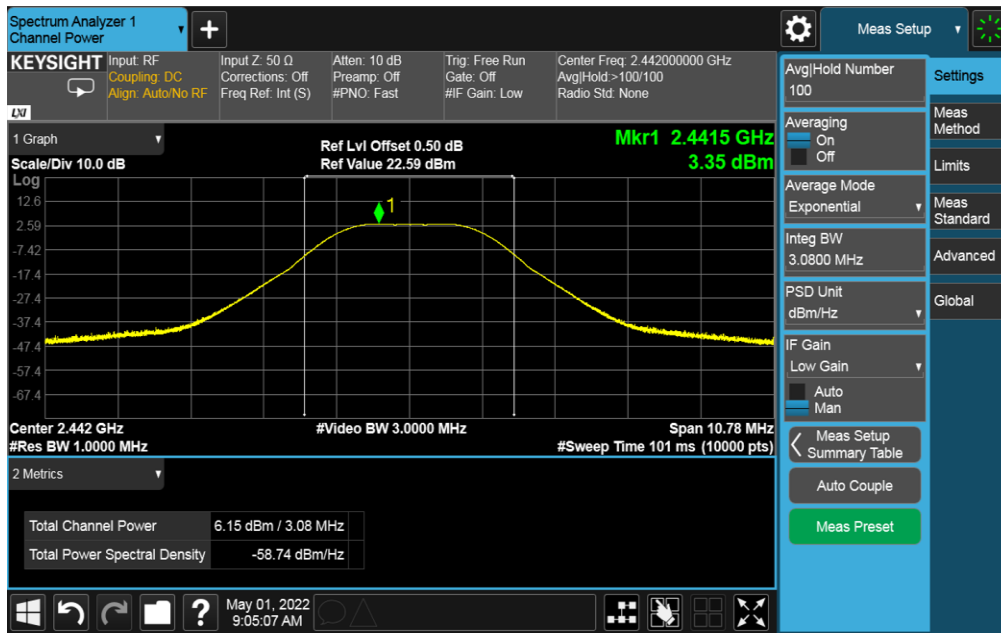 Spectrum Analyzer 1
Channel Power
+
Meas Setup
KEYSIGHT
LXI
Input: RF
Coupling: DC
Align: Auto/No RF
Input Z: 50 Ω
Corrections: Off
Freq Ref: Int (S)
Atten: 10 dB
Preamp: Off
#PNO: Fast
Trig: Free Run
Gate: Off
#IF Gain: Low
Center Freq: 2.442000000 GHz
Avg|Hold:>100/100
Radio Std: None
1 Graph
Scale/Div 10.0 dB
Log
Ref Lvl Offset 0.50 dB
Ref Value 22.59 dBm
Mkr1 2.4415 GHz
3.35 dBm
1
12.6
2.59
-7.42
-17.4
-27.4
-37.4
-47.4
-57.4
-67.4
Center 2.442 GHz
#Res BW 1.0000 MHz
#Video BW 3.0000 MHz
Span 10.78 MHz
#Sweep Time 101 ms (10000 pts)
2 Metrics
Total Channel Power 6.15 dBm / 3.08 MHz
Total Power Spectral Density -58.74 dBm/Hz
?
May 01, 2022
9:05:07 AM
Avg|Hold Number
100
Averaging
On
Off
Average Mode
Exponential
Integ BW
3.0800 MHz
PSD Unit
dBm/Hz
IF Gain
Low Gain
Auto
Man
Meas Setup
Summary Table
Auto Couple
Meas Preset
Settings
Meas
Method
Limits
Meas
Standard
Advanced
Global